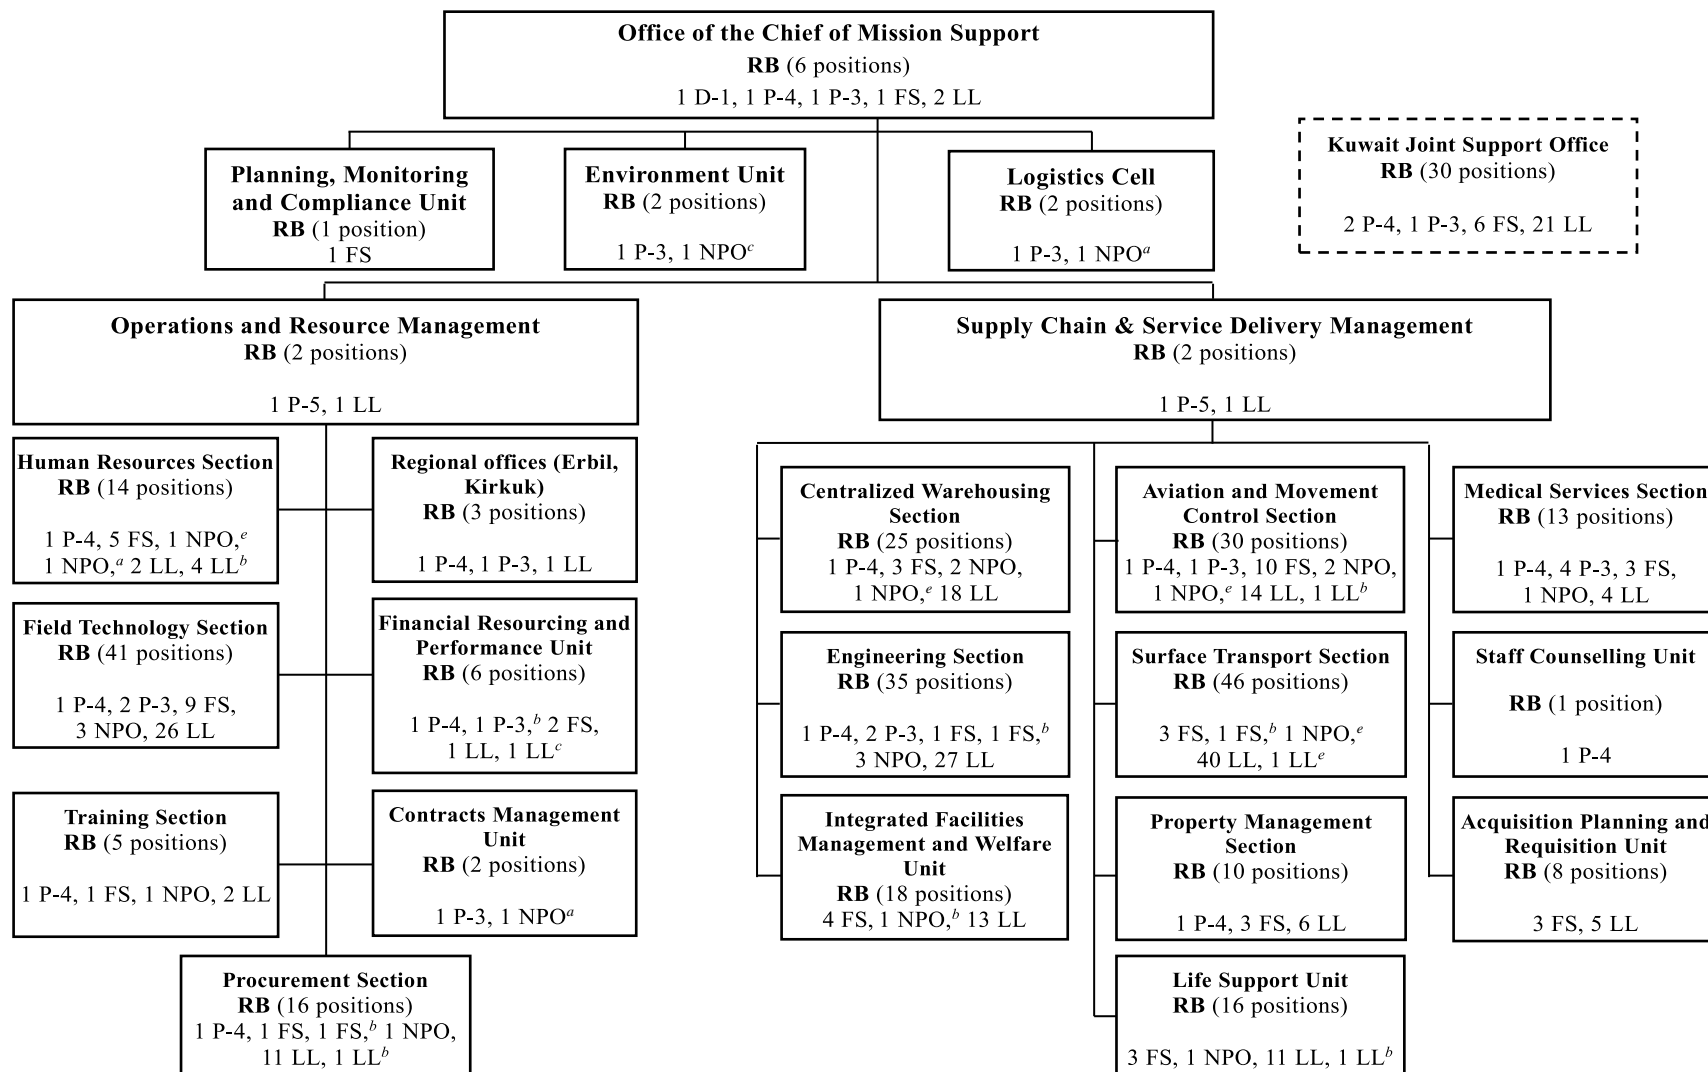 Office of the Chief of Mission Support
RB (6 positions)
1 D-1, 1 P-4, 1 P-3, 1 FS, 2 LL
Planning, Monitoring
and Compliance Unit
RB (1 position)
1 FS
Environment Unit
RB (2 positions)
1 P-3, 1 NPOᶜ
Logistics Cell
RB (2 positions)
1 P-3, 1 NPOᵃ
Kuwait Joint Support Office
RB (30 positions)
2 P-4, 1 P-3, 6 FS, 21 LL
Operations and Resource Management
RB (2 positions)
1 P-5, 1 LL
Supply Chain & Service Delivery Management
RB (2 positions)
1 P-5, 1 LL
Human Resources Section
RB (14 positions)
1 P-4, 5 FS, 1 NPO,ᵉ
1 NPO,ᵃ 2 LL, 4 LLᵇ
Regional offices (Erbil,
Kirkuk)
RB (3 positions)
1 P-4, 1 P-3, 1 LL
Field Technology Section
RB (41 positions)
1 P-4, 2 P-3, 9 FS,
3 NPO, 26 LL
Financial Resourcing and
Performance Unit
RB (6 positions)
1 P-4, 1 P-3,ᵇ 2 FS,
1 LL, 1 LLᶜ
Training Section
RB (5 positions)
1 P-4, 1 FS, 1 NPO, 2 LL
Contracts Management
Unit
RB (2 positions)
1 P-3, 1 NPOᵃ
Procurement Section
RB (16 positions)
1 P-4, 1 FS, 1 FS,ᵇ 1 NPO,
11 LL, 1 LLᵇ
Centralized Warehousing
Section
RB (25 positions)
1 P-4, 3 FS, 2 NPO,
1 NPO,ᵉ 18 LL
Aviation and Movement
Control Section
RB (30 positions)
1 P-4, 1 P-3, 10 FS, 2 NPO,
1 NPO,ᵉ 14 LL, 1 LLᵇ
Medical Services Section
RB (13 positions)
1 P-4, 4 P-3, 3 FS,
1 NPO, 4 LL
Engineering Section
RB (35 positions)
1 P-4, 2 P-3, 1 FS, 1 FS,ᵇ
3 NPO, 27 LL
Surface Transport Section
RB (46 positions)
3 FS, 1 FS,ᵇ 1 NPO,ᵉ
40 LL, 1 LLᵉ
Staff Counselling Unit
RB (1 position)
1 P-4
Integrated Facilities
Management and Welfare
Unit
RB (18 positions)
4 FS, 1 NPO,ᵇ 13 LL
Property Management
Section
RB (10 positions)
1 P-4, 3 FS, 6 LL
Acquisition Planning and
Requisition Unit
RB (8 positions)
3 FS, 5 LL
Life Support Unit
RB (16 positions)
3 FS, 1 NPO, 11 LL, 1 LLᵇ